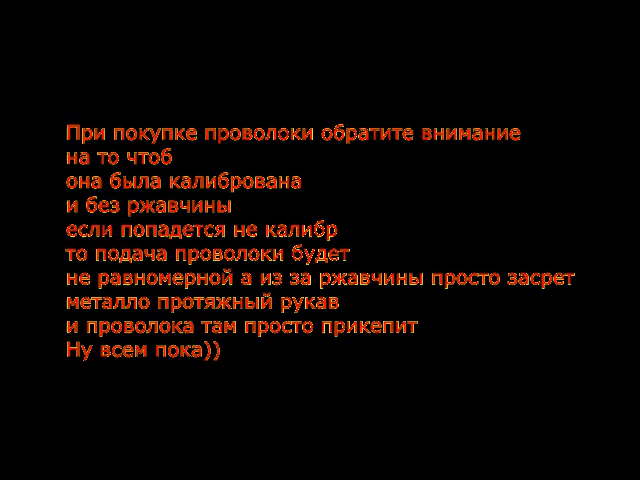 При покупке проволоки обратите внимание
на то чтоб
она была калибрована
и без ржавчины
если попадется не калибр
то подача проволоки будет
не равномерной а из за ржавчины просто засрет
металло протяжный рукав
и проволока там просто прикепит
Ну всем пока))